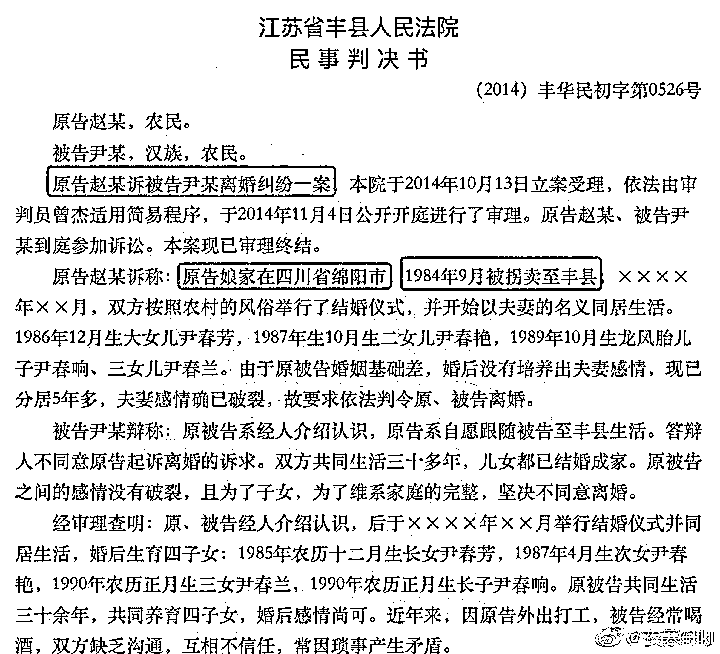 江苏省丰县人民法院
民事判决书
（2014）丰华民初字第0526号
原告赵某，农民。
被告尹某，汉族，农民。
原告赵某诉被告尹某离婚纠纷一案，本院于2014年10月13日立案受理，依法由审
判员曾杰适用简易程序，于2014年11月4日公开开庭进行了审理。原告赵某、被告尹
某到庭参加诉讼。本案现已审理终结。
原告赵某诉称：原告娘家在四川省绵阳市，1984年9月被拐卖至丰县，××××
年××月，双方按照农村的风俗举行了结婚仪式，并开始以夫妻的名义同居生活。
1986年12月生大女儿尹春芳，1987年生10月生二女儿尹春艳，1989年10月生龙风胎儿
子尹春响、三女儿尹春兰。由于原被告婚姻基础差，婚后没有培养出夫妻感情，现已
分居5年多，夫妻感情确已破裂，故要求依法判令原、被告离婚。
被告尹某辩称：原被告系经人介绍认识，原告系自愿跟随被告至丰县生活。答辩
人不同意原告起诉离婚的诉求。双方共同生活三十多年，儿女都已结婚成家。原被告
之间的感情没有破裂，且为了子女，为了维系家庭的完整，坚决不同意离婚。
经审理查明：原、被告经人介绍认识，后于××××年××月举行结婚仪式并同
居生活，婚后生育四子女：1985年农历十二月生长女尹春芳，1987年4月生次女尹春
艳，1990年农历正月生三女尹春兰，1990年农历正月生长子尹春响。原被告共同生活
三十余年，共同养育四子女，婚后感情尚可。近年来，因原告外出打工，被告经常喝
酒，双方缺乏沟通，互相不信任，常因琐事产生矛盾。